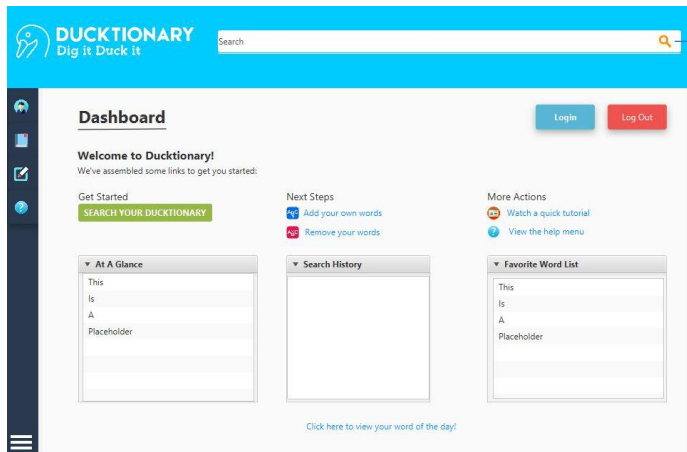 DUCKTIONARY
Dig it Duck it
Search
Dashboard
Login
Log Out
Welcome to Ducktionary!
We've assembled some links to get you started:
Get Started
SEARCH YOUR DUCKTIONARY
Next Steps
Add your own words
Remove your words
More Actions
Watch a quick tutorial
View the help menu
At A Glance
This
Is
A
Placeholder
Search History
Favorite Word List
This
Is
A
Placeholder
Click here to view your word of the day!